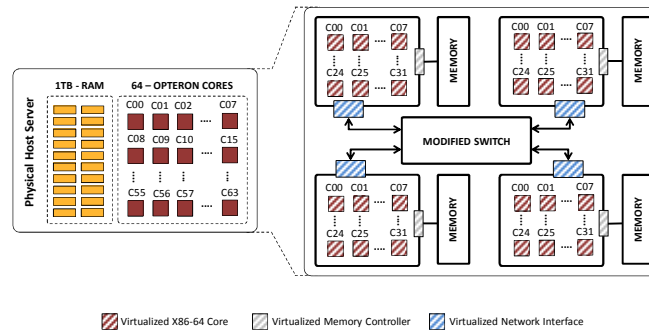 Physical Host Server
1TB - RAM
64 – OPTERON CORES
C00 C01 C02 C07
....
C08 C09 C10 C15
....
C55 C56 C57 C63
....
C00 C01 C07
....
C24 C25 C31
....
MEMORY
C00 C01 C07
....
C24 C25 C31
....
MEMORY
MODIFIED SWITCH
C00 C01 C07
....
C24 C25 C31
....
MEMORY
C00 C01 C07
....
C24 C25 C31
....
MEMORY
Virtualized X86-64 Core
Virtualized Memory Controller
Virtualized Network Interface